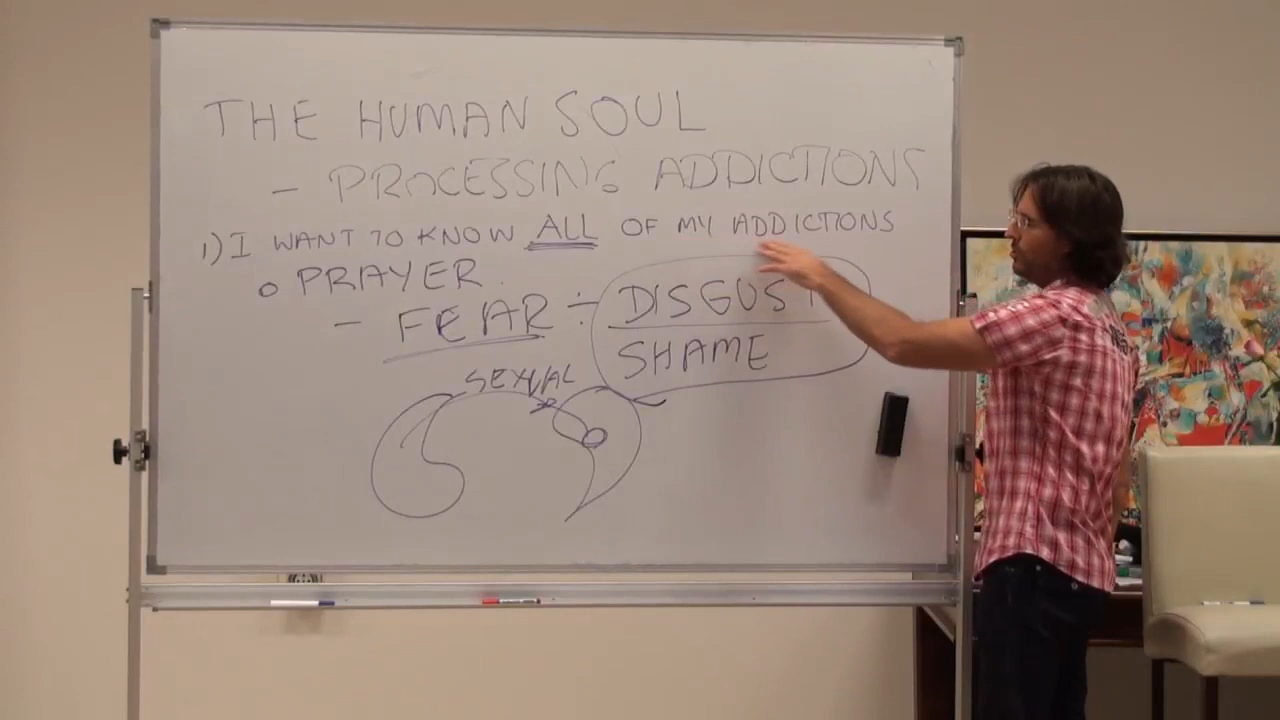 THE HUMAN SOUL
- PROCESSING ADDICTIONS
1) I WANT TO KNOW ALL OF MY ADDICTIONS
o PRAYER.
- FEAR ÷ DISGUST
SHAME
SEXUAL